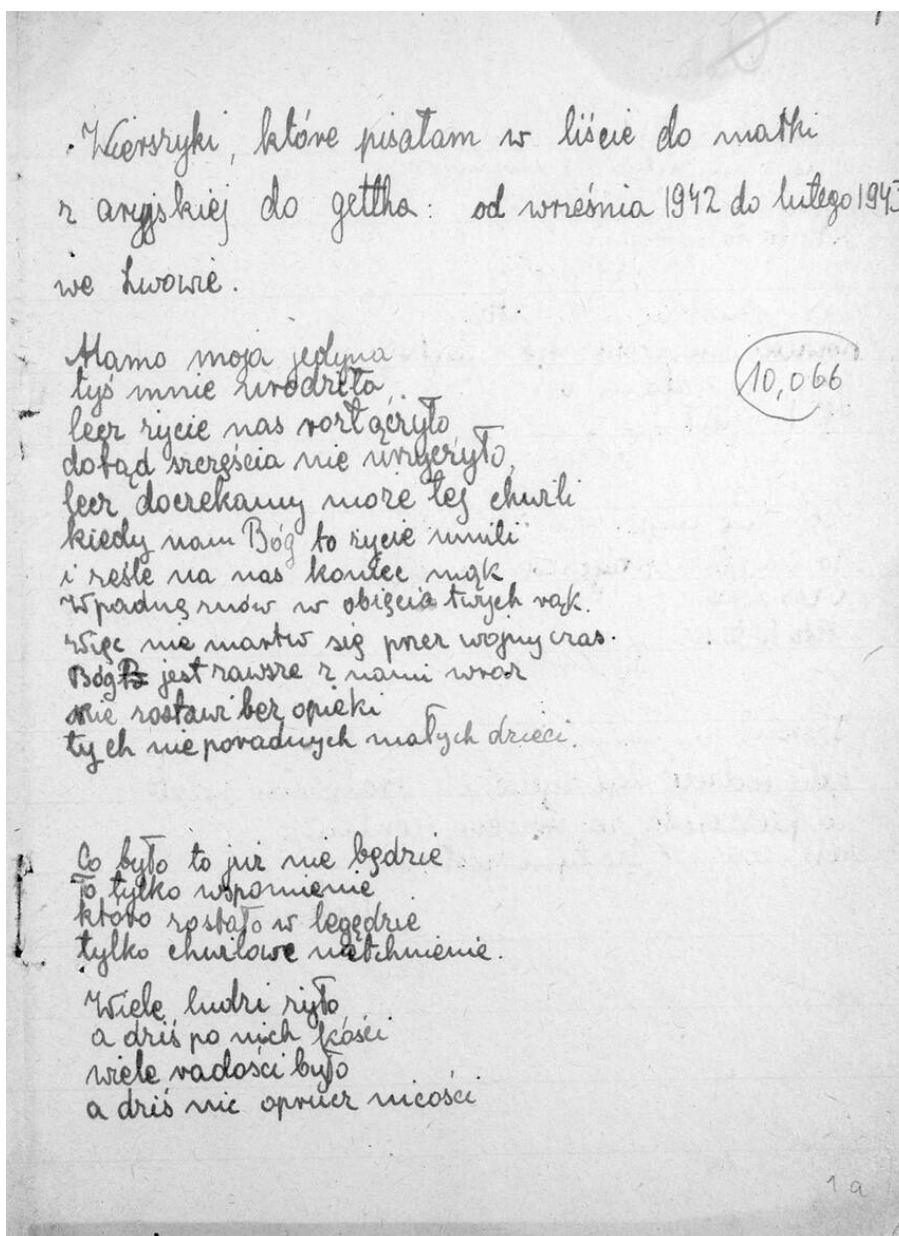 Wierszyki, które pisałam w liście do matki
z aryjskiej do gettha: od września 1942 do lutego 1943
we Lwowie.
10,066
Mamo moja jedyna
tyś mnie urodziła,
lecz życie nas rozłączyło
dotąd szczęścia nie użyczyło,
lecz doczekamy może tej chwili
kiedy nam Bóg to życie umili
i ześle na nas koniec mąk
Wpadnę znów w objęcia twych rąk.
Więc nie martw się przez wojny czas.
Bóg jest zawsze z nami wraz
nie zostawi bez opieki
tych nieporadnych małych dzieci.
Co było to już nie będzie
To tylko wspomienie
które zostało w legędzie
tylko chwilowe natchnienie.
Wiele ludzi żyło
a dziś po nich kości
wiele radości było
a dziś nic oprucz nicości
1a